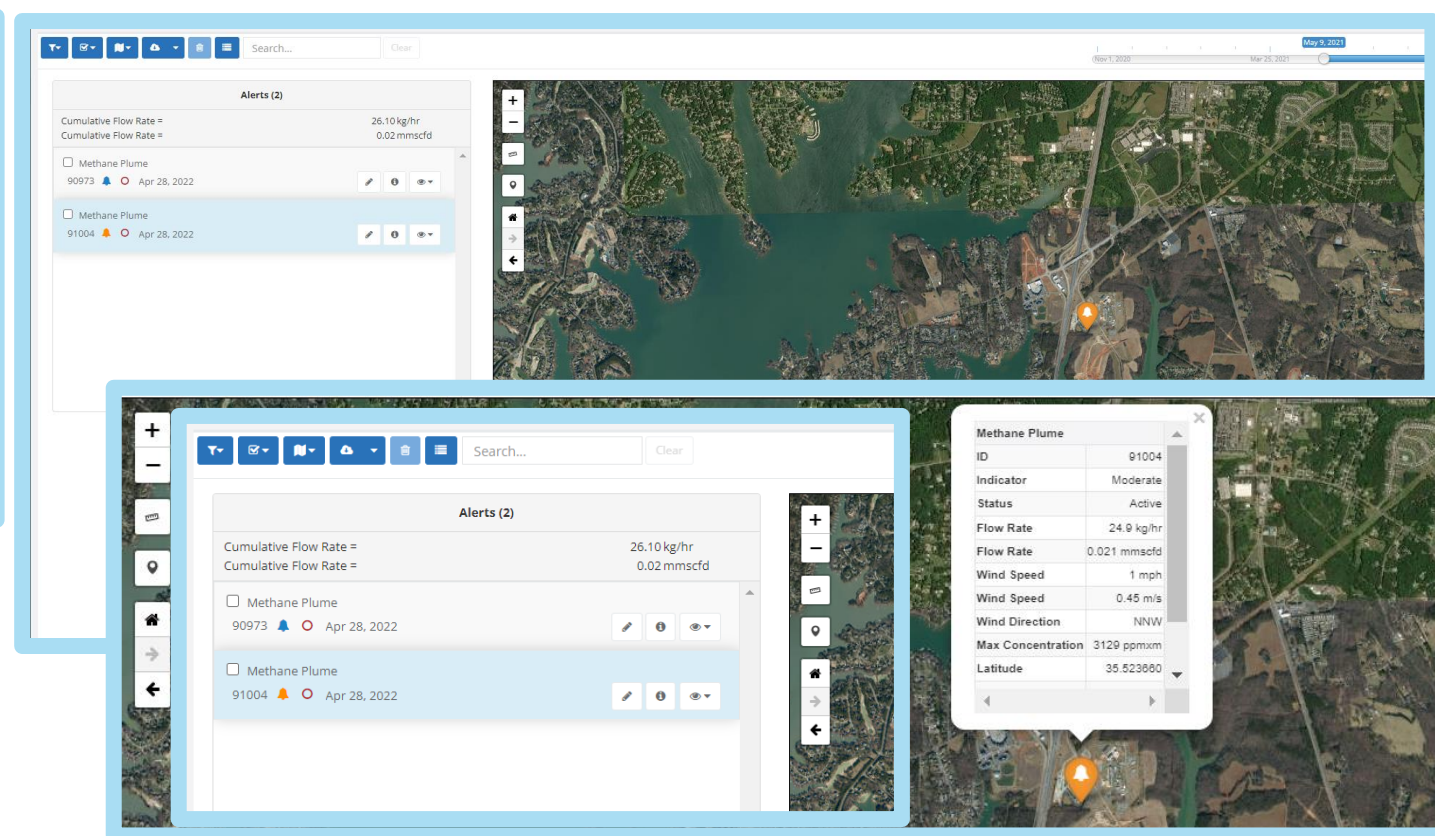 Search...
Clear
May 9, 2021
Nov 1, 2020
Mar 25, 2021
Alerts (2)
Cumulative Flow Rate = 26.10 kg/hr
Cumulative Flow Rate = 0.02 mmscfd
Methane Plume
90973 Apr 28, 2022
Methane Plume
91004 Apr 28, 2022
Search...
Clear
Alerts (2)
Cumulative Flow Rate = 26.10 kg/hr
Cumulative Flow Rate = 0.02 mmscfd
Methane Plume
90973 Apr 28, 2022
Methane Plume
91004 Apr 28, 2022
Methane Plume
ID 91004
Indicator Moderate
Status Active
Flow Rate 24.9 kg/hr
Flow Rate 0.021 mmscfd
Wind Speed 1 mph
Wind Speed 0.45 m/s
Wind Direction NNW
Max Concentration 3129 ppmxm
Latitude 35.523660